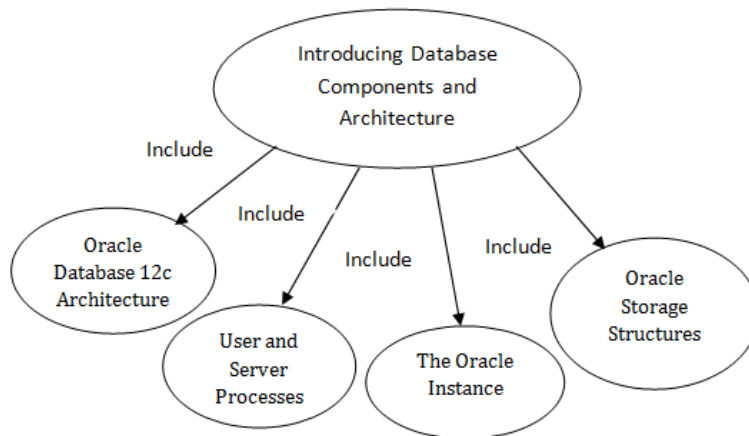 Introducing Database
Components and
Architecture
Include
Include
Include
Include
Oracle
Database 12c
Architecture
User and
Server
Processes
The Oracle
Instance
Oracle
Storage
Structures